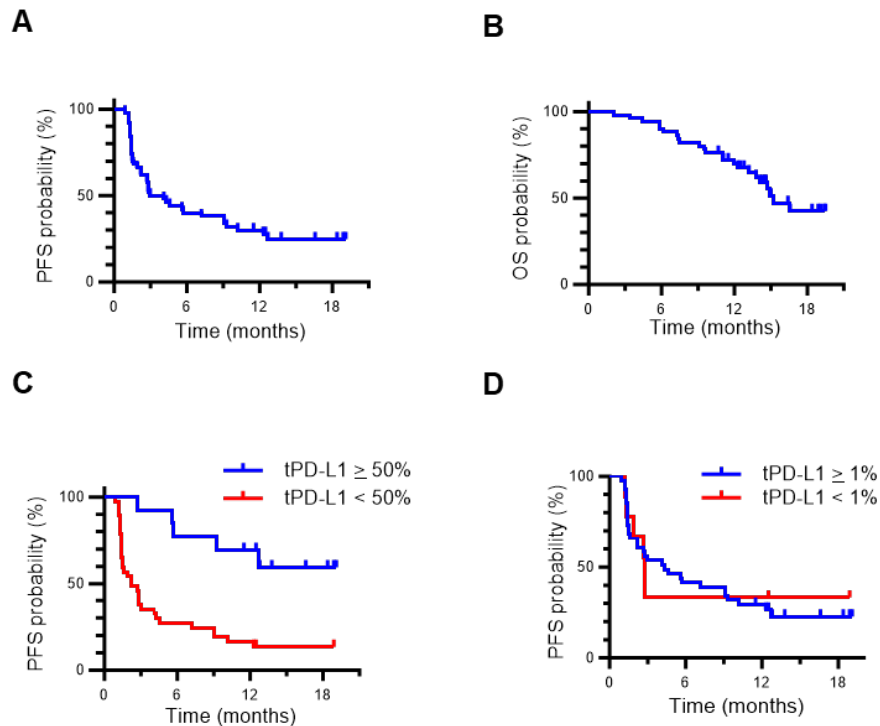 A
PFS probability (%)
100
50
0
0 6 12 18
Time (months)
B
OS probability (%)
100
50
0
0 6 12 18
Time (months)
C
tPD-L1 ≥ 50%
tPD-L1 < 50%
PFS probability (%)
100
50
0
0 6 12 18
Time (months)
D
tPD-L1 ≥ 1%
tPD-L1 < 1%
PFS probability (%)
100
50
0
0 6 12 18
Time (months)